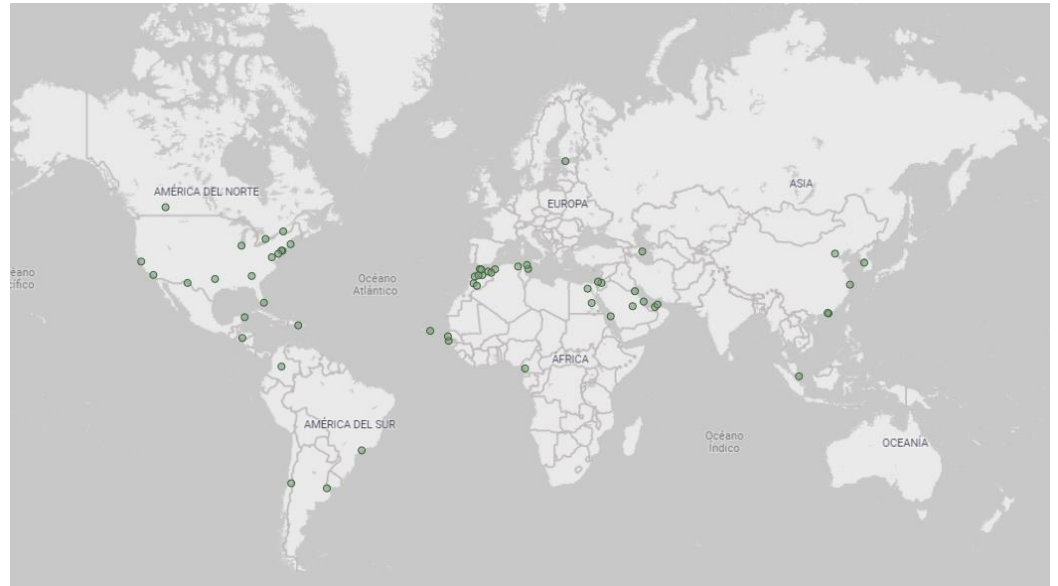 AMÉRICA DEL NORTE
ASIA
EUROPA
éano
cífico
Océano
Atlántico
ÁFRICA
AMÉRICA DEL SUR
Océano
Índico
OCEANÍA